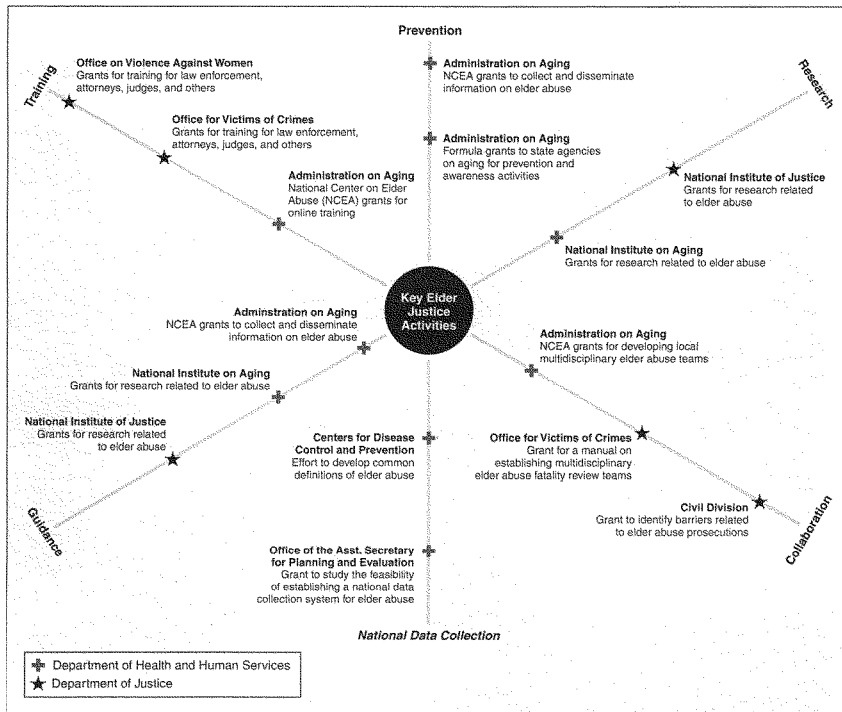 Prevention
Training
Office on Violence Against Women
Grants for training for law enforcement,
attorneys, judges, and others
Office for Victims of Crimes
Grants for training for law enforcement,
attorneys, judges, and others
Administration on Aging
National Center on Elder
Abuse (NCEA) grants for
online training
Administration on Aging
NCEA grants to collect and disseminate
information on elder abuse
Administration on Aging
Formula grants to state agencies
on aging for prevention and
awareness activities
Research
National Institute of Justice
Grants for research related
to elder abuse
National Institute on Aging
Grants for research related to elder abuse
Key Elder
Justice
Activities
Adminstration on Aging
NCEA grants to collect and disseminate
information on elder abuse
National Institute on Aging
Grants for research related to elder abuse
National Institute of Justice
Grants for research related
to elder abuse
Guidance
Centers for Disease
Control and Prevention
Effort to develop common
definitions of elder abuse
Office of the Asst. Secretary
for Planning and Evaluation
Grant to study the feasibility
of establishing a national data
collection system for elder abuse
National Data Collection
Administration on Aging
NCEA grants for developing local
multidisciplinary elder abuse teams
Office for Victims of Crimes
Grant for a manual on
establishing multidisciplinary
elder abuse fatality review teams
Civil Division
Grant to identify barriers related
to elder abuse prosecutions
Collaboration
Department of Health and Human Services
Department of Justice